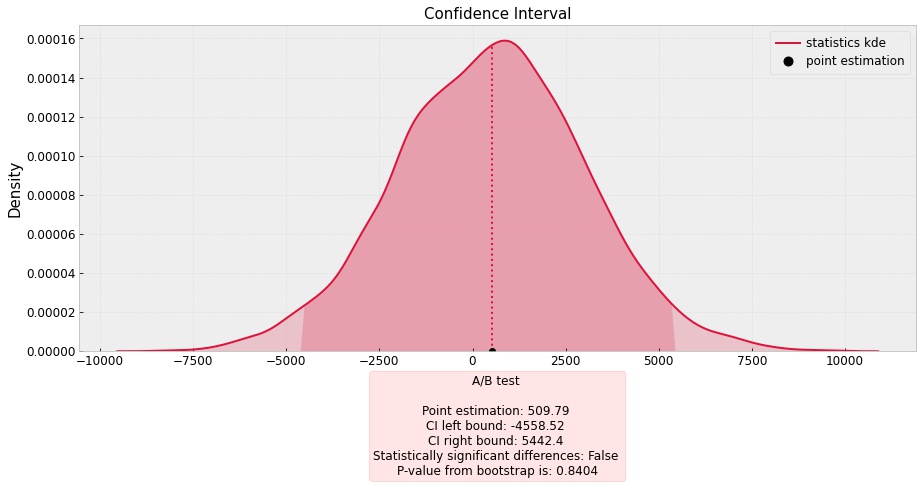 Confidence Interval
statistics kde
point estimation
Density
0.00016
0.00014
0.00012
0.00010
0.00008
0.00006
0.00004
0.00002
0.00000
−10000 −7500 −5000 −2500 0 2500 5000 7500 10000
A/B test
Point estimation: 509.79
CI left bound: -4558.52
CI right bound: 5442.4
Statistically significant differences: False
P-value from bootstrap is: 0.8404